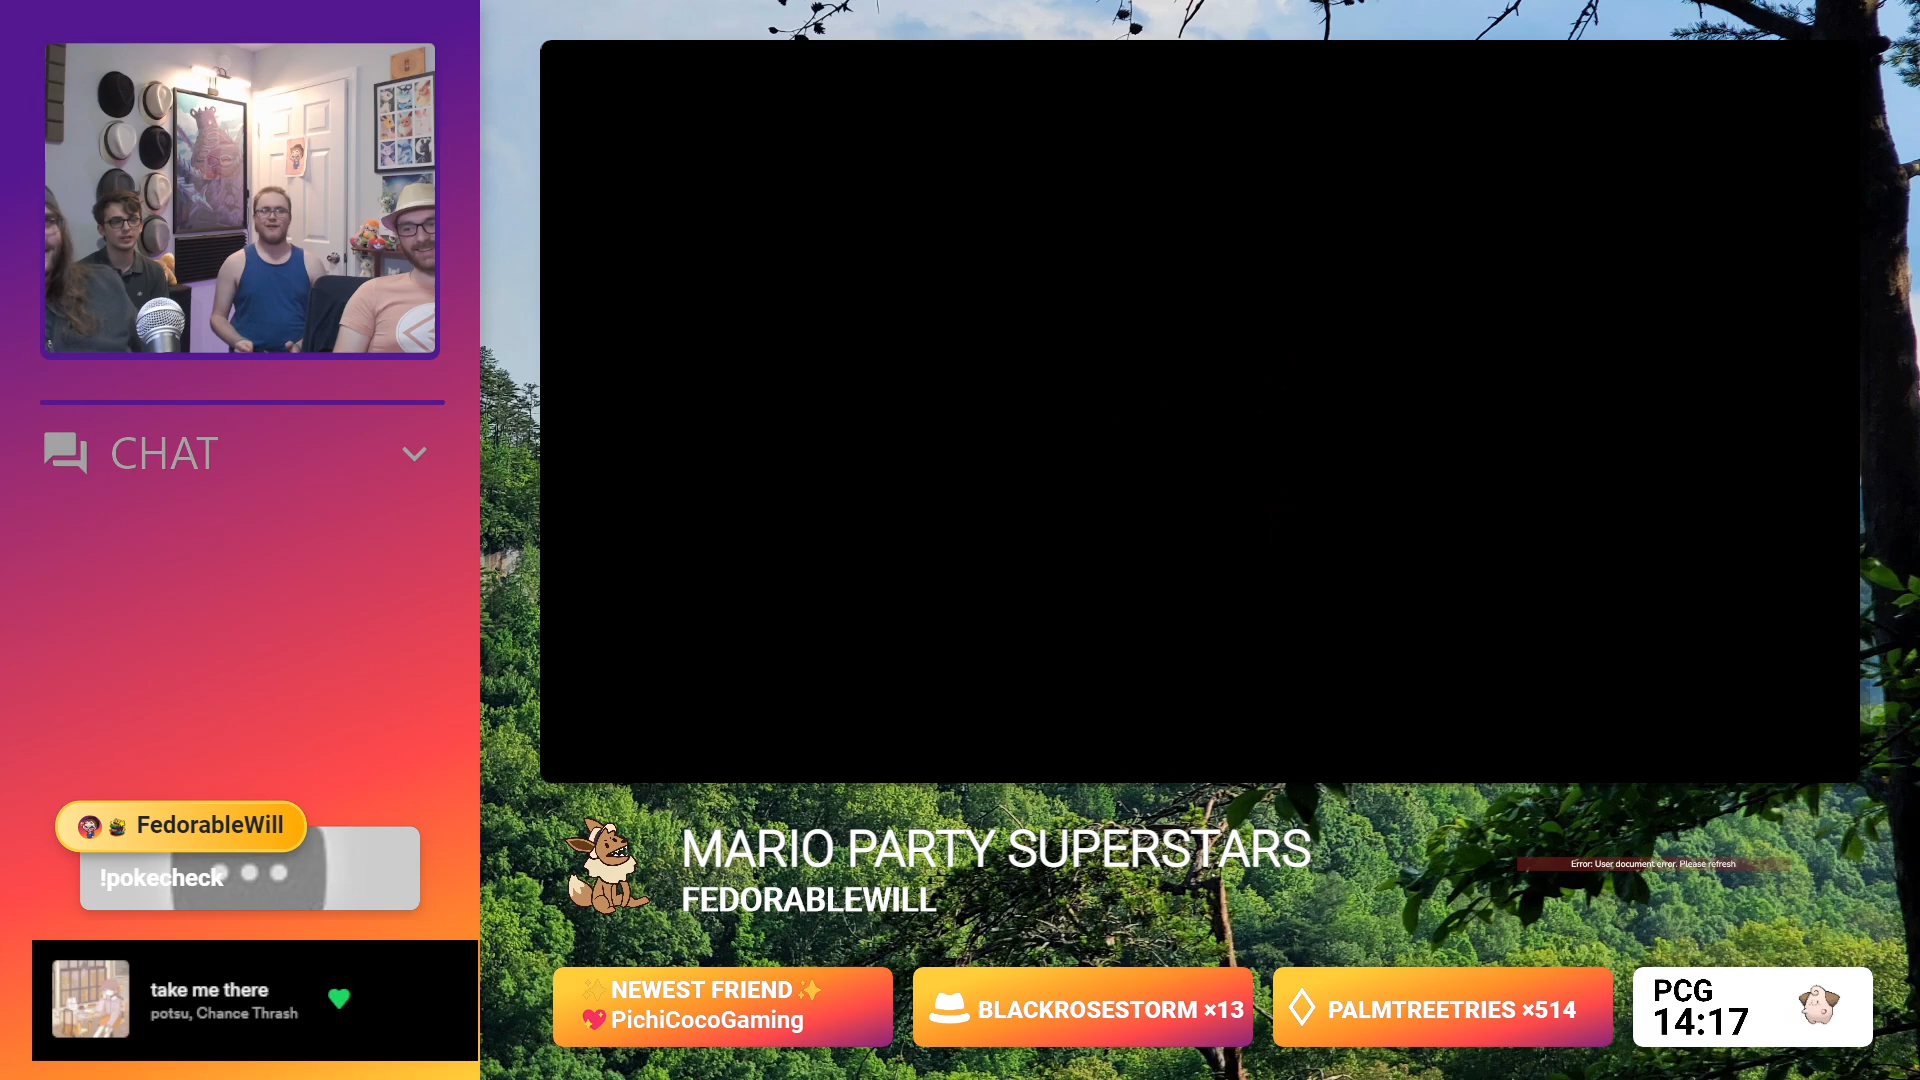 CHAT
FedorableWill
!pokecheck
take me there
potsu, Chance Thrash
MARIO PARTY SUPERSTARS
FEDORABLEWILL
Error: User document error. Please refresh
NEWEST FRIEND
PichiCocoGaming
BLACKROSESTORM ×13
PALMTREETRIES ×514
PCG
14:17